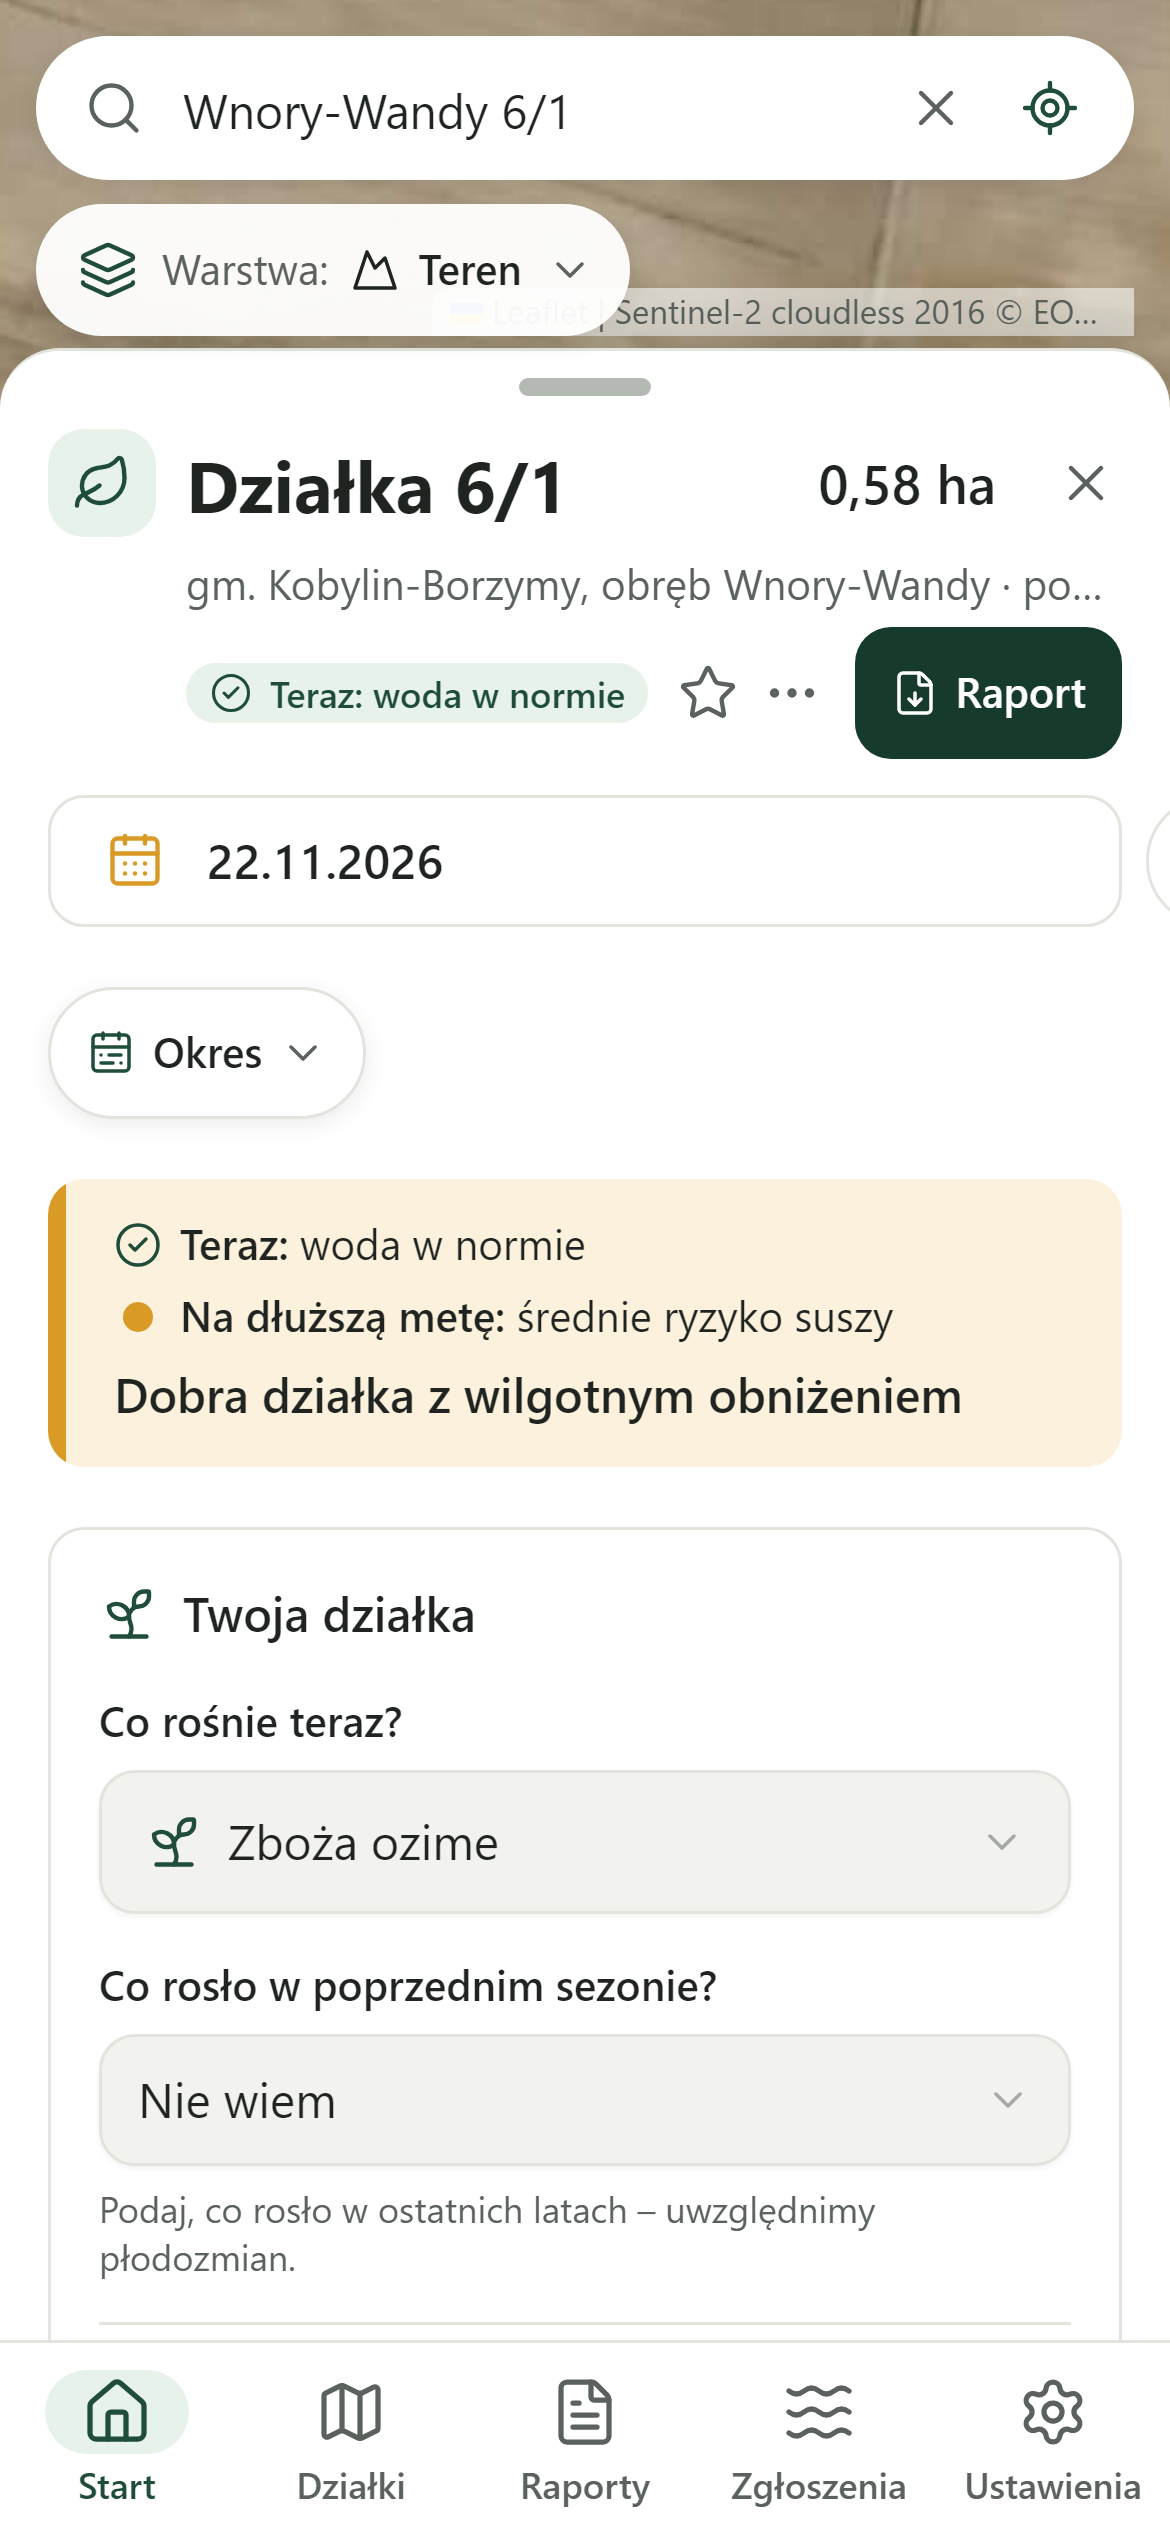 Wnory-Wandy 6/1
Warstwa: Teren
Leaflet | Sentinel-2 cloudless 2016 © EO...
Działka 6/1
0,58 ha
gm. Kobylin-Borzymy, obręb Wnory-Wandy · po...
Teraz: woda w normie
Raport
22.11.2026
Okres
Teraz: woda w normie
Na dłuższą metę: średnie ryzyko suszy
Dobra działka z wilgotnym obniżeniem
Twoja działka
Co rośnie teraz?
Zboża ozime
Co rosło w poprzednim sezonie?
Nie wiem
Podaj, co rosło w ostatnich latach – uwzględnimy
płodozmian.
Start
Działki
Raporty
Zgłoszenia
Ustawienia